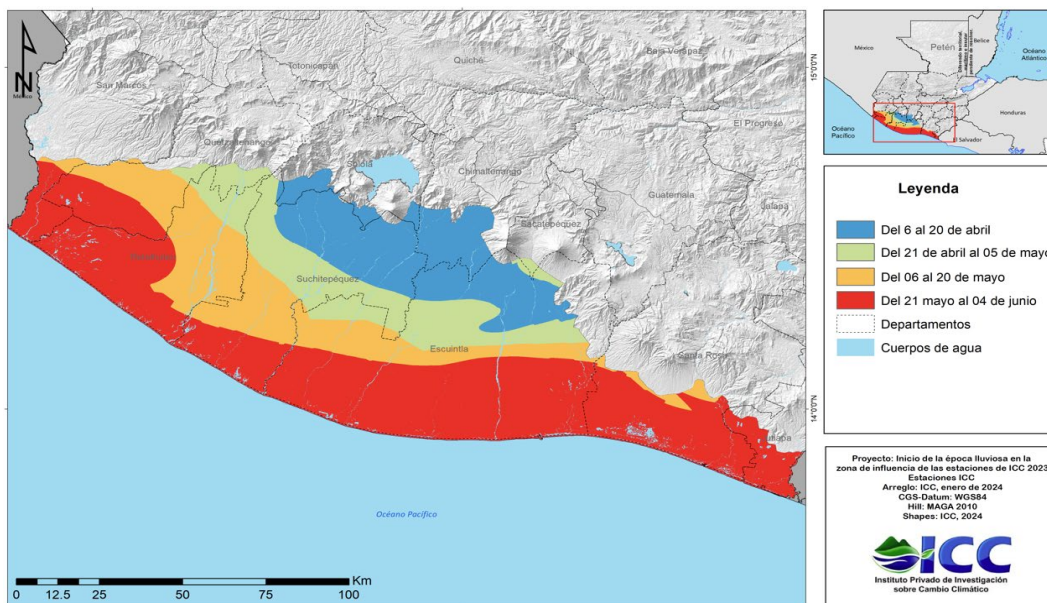 N
México
San Marcos
Totonicapán
Quiché
Baja Verapaz
15°0'0"N
El Progreso
Quetzaltenango
Sololá
Chimaltenango
Guatemala
Jalapa
Sacatepéquez
Retalhuleu
Suchitepéquez
Escuintla
Santa Rosa
14°0'0"N
Jutiapa
Océano Pacífico
Km
0 12.5 25 50 75 100
México
Petén
Belice
Océano
Atlántico
Honduras
Océano
Pacífico
El Salvador
Leyenda
Del 6 al 20 de abril
Del 21 de abril al 05 de mayo
Del 06 al 20 de mayo
Del 21 mayo al 04 de junio
Departamentos
Cuerpos de agua
Proyecto: Inicio de la época lluviosa en la
zona de influencia de las estaciones de ICC 2023
Estaciones ICC
Arreglo: ICC, enero de 2024
CGS-Datum: WGS84
Hill: MAGA 2010
Shapes: ICC, 2024
ICC
Instituto Privado de Investigación
sobre Cambio Climático